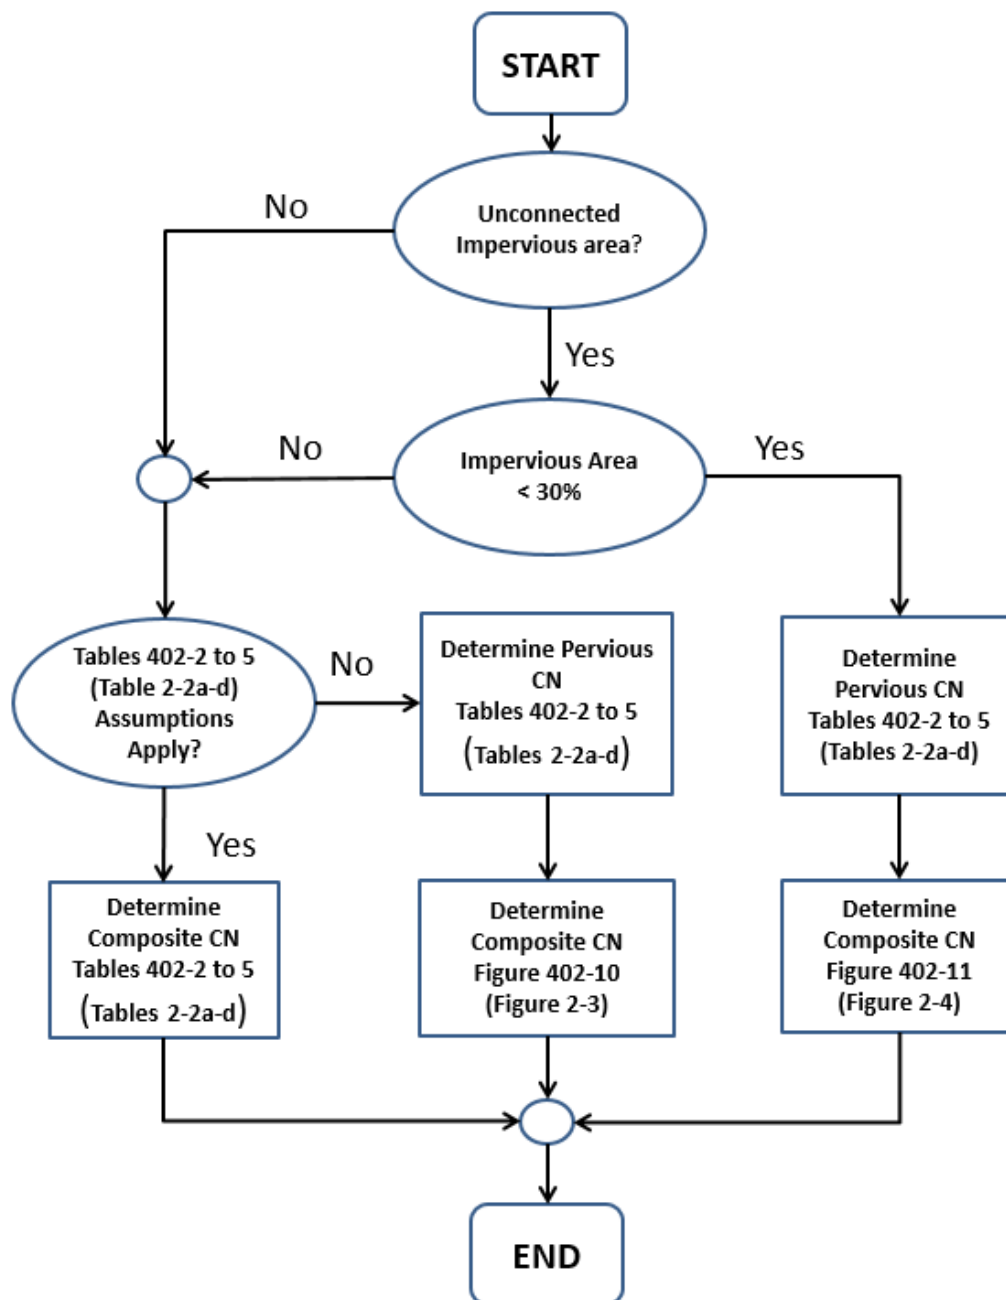 START
Unconnected
Impervious area?
No
Yes
Impervious Area
< 30%
No
Yes
Tables 402-2 to 5
(Table 2-2a-d)
Assumptions
Apply?
No
Determine Pervious
CN
Tables 402-2 to 5
(Tables 2-2a-d)
Determine
Pervious CN
Tables 402-2 to 5
(Tables 2-2a-d)
Yes
Determine
Composite CN
Tables 402-2 to 5
(Tables 2-2a-d)
Determine
Composite CN
Figure 402-10
(Figure 2-3)
Determine
Composite CN
Figure 402-11
(Figure 2-4)
END